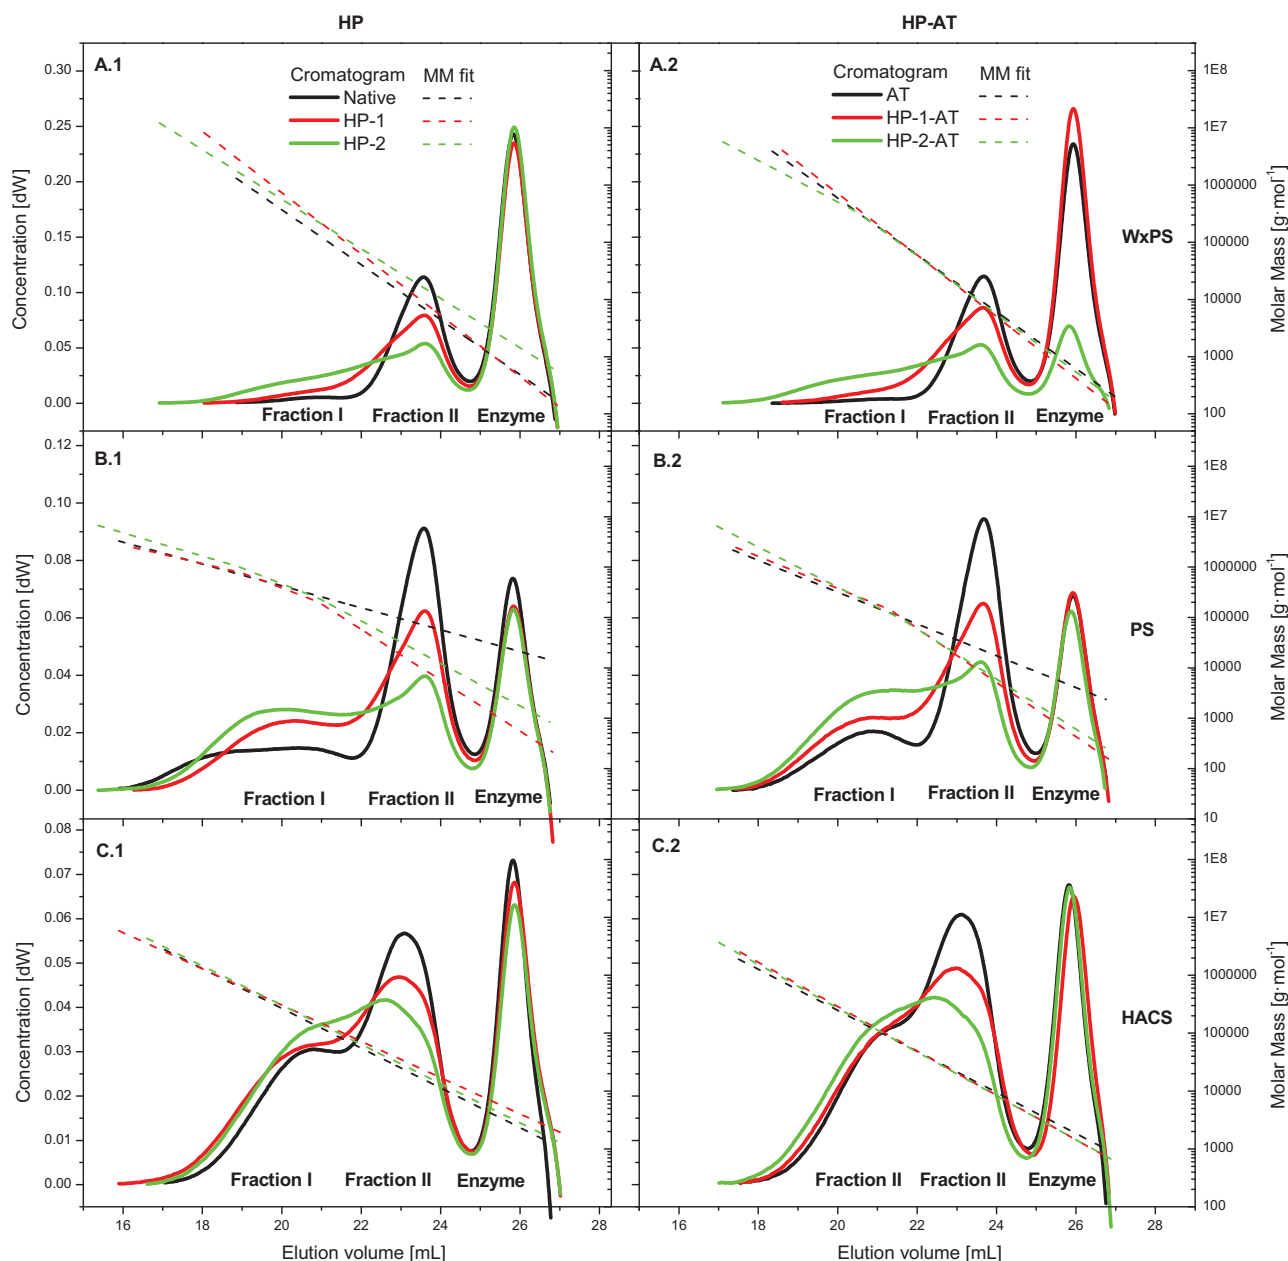 HP
HP-AT
A.1
Cromatogram MM fit
Native
HP-1
HP-2
A.2
Cromatogram MM fit
AT
HP-1-AT
HP-2-AT
0.30
0.25
0.20
0.15
0.10
0.05
0.00
Concentration [dW]
1E8
1E7
1000000
100000
10000
1000
100
Molar Mass [g·mol⁻¹]
WxPS
Fraction I Fraction II Enzyme
Fraction I Fraction II Enzyme
B.1
B.2
0.12
0.10
0.08
0.06
0.04
0.02
0.00
Concentration [dW]
1E8
1E7
1000000
100000
10000
1000
100
10
Molar Mass [g·mol⁻¹]
PS
Fraction I Fraction II Enzyme
Fraction I Fraction II Enzyme
C.1
C.2
0.08
0.07
0.06
0.05
0.04
0.03
0.02
0.01
0.00
Concentration [dW]
1E8
1E7
1000000
100000
10000
1000
100
Molar Mass [g·mol⁻¹]
HACS
Fraction I Fraction II Enzyme
Fraction II Fraction II Enzyme
16 18 20 22 24 26 28
16 18 20 22 24 26 28
Elution volume [mL]
Elution volume [mL]